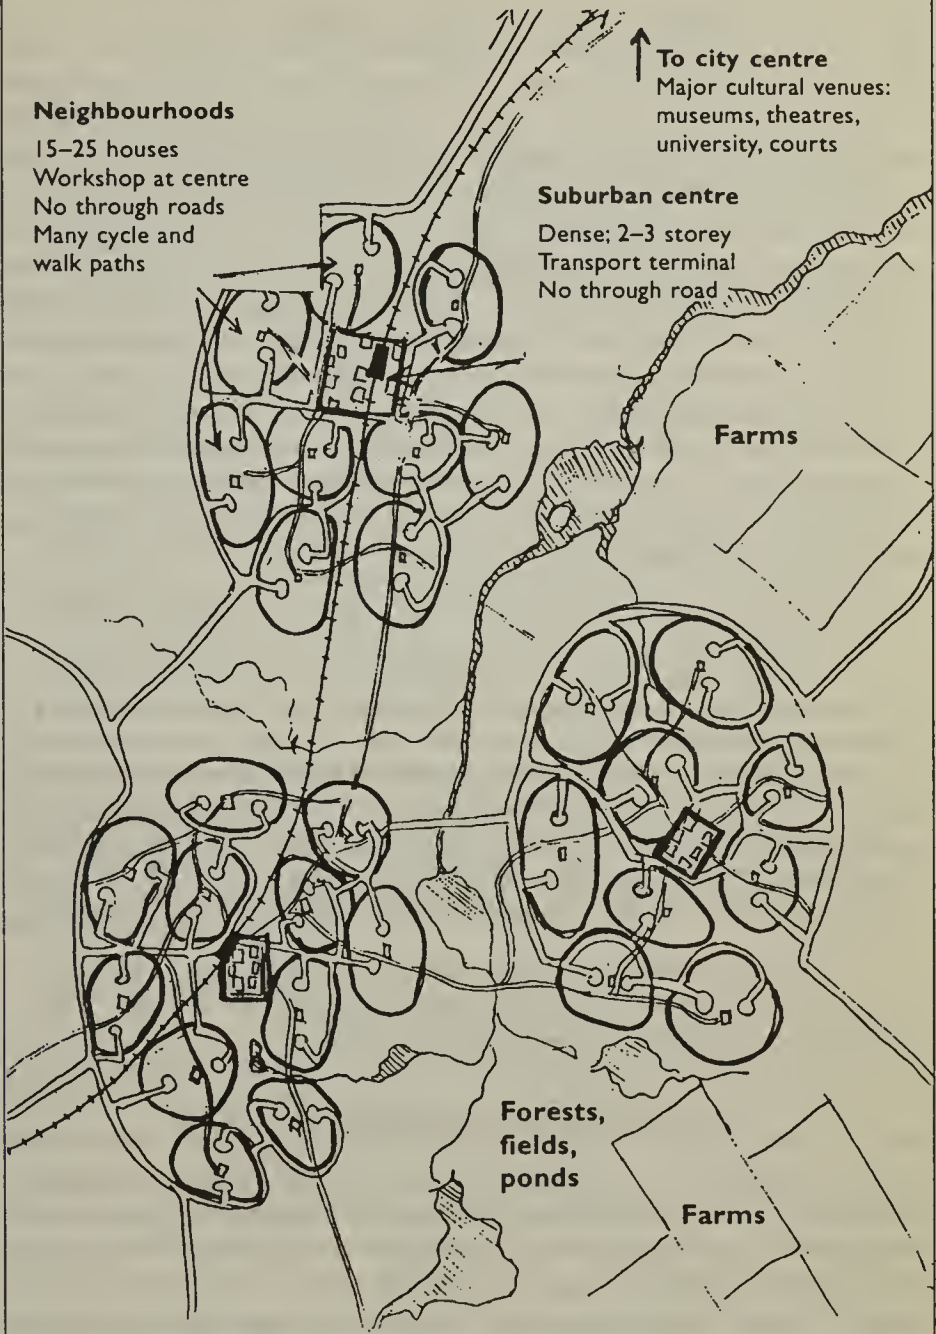 To city centre
Major cultural venues:
museums, theatres,
university, courts
Neighbourhoods
15–25 houses
Workshop at centre
No through roads
Many cycle and
walk paths
Suburban centre
Dense; 2–3 storey
Transport terminal
No through road
Farms
Forests,
fields,
ponds
Farms